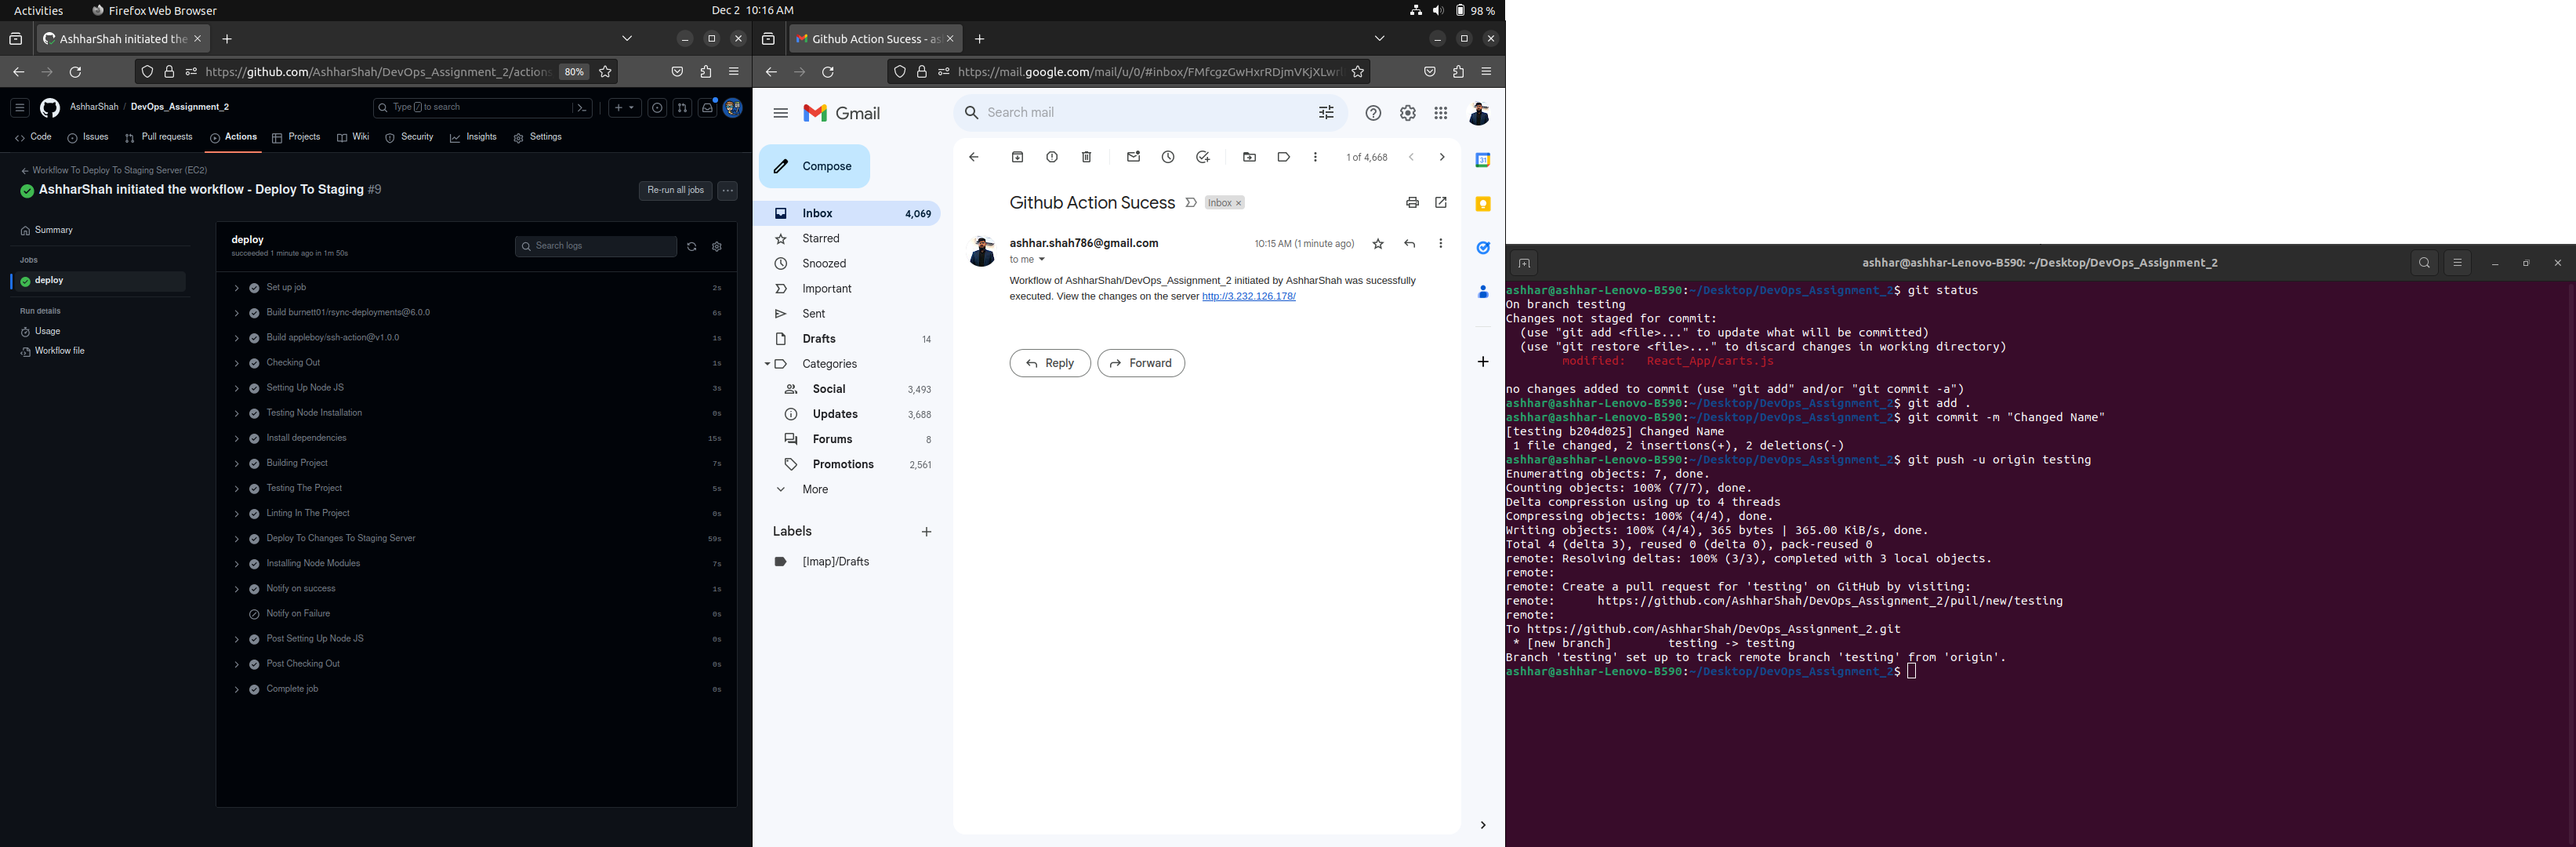 Activities Firefox Web Browser Dec 2 10:16 AM 98 %
AshharShah initiated the
https://github.com/AshharShah/DevOps_Assignment_2/actions 80%
AshharShah / DevOps_Assignment_2 Type / to search
Code Issues Pull requests Actions Projects Wiki Security Insights Settings
Workflow To Deploy To Staging Server (EC2)
AshharShah initiated the workflow - Deploy To Staging #9
Re-run all jobs
Summary
Jobs
deploy
Run details
Usage
Workflow file
deploy
succeeded 1 minute ago in 1m 50s
Search logs
Set up job 2s
Build burnett01/rsync-deployments@6.0.0 6s
Build appleboy/ssh-action@v1.0.0 1s
Checking Out 1s
Setting Up Node JS 3s
Testing Node Installation 0s
Install dependencies 15s
Building Project 7s
Testing The Project 5s
Linting In The Project 0s
Deploy To Changes To Staging Server 59s
Installing Node Modules 7s
Notify on success 1s
Notify on Failure 0s
Post Setting Up Node JS 0s
Post Checking Out 0s
Complete job 0s
Github Action Sucess - as
https://mail.google.com/mail/u/0/#inbox/FMfcgzGwHxrRDjmVKjXLwr
Gmail
Search mail
Compose
Inbox 4,069
Starred
Snoozed
Important
Sent
Drafts 14
Categories
Social 3,493
Updates 3,688
Forums 8
Promotions 2,561
More
Labels
[Imap]/Drafts
1 of 4,668
31
Github Action Sucess Inbox
ashhar.shah786@gmail.com 10:15 AM (1 minute ago)
to me
Workflow of AshharShah/DevOps_Assignment_2 initiated by AshharShah was sucessfully
executed. View the changes on the server http://3.232.126.178/
Reply Forward
ashhar@ashhar-Lenovo-B590: ~/Desktop/DevOps_Assignment_2
ashhar@ashhar-Lenovo-B590:~/Desktop/DevOps_Assignment_2$ git status
On branch testing
Changes not staged for commit:
(use "git add <file>..." to update what will be committed)
(use "git restore <file>..." to discard changes in working directory)
modified: React_App/carts.js
no changes added to commit (use "git add" and/or "git commit -a")
ashhar@ashhar-Lenovo-B590:~/Desktop/DevOps_Assignment_2$ git add .
ashhar@ashhar-Lenovo-B590:~/Desktop/DevOps_Assignment_2$ git commit -m "Changed Name"
[testing b204d025] Changed Name
1 file changed, 2 insertions(+), 2 deletions(-)
ashhar@ashhar-Lenovo-B590:~/Desktop/DevOps_Assignment_2$ git push -u origin testing
Enumerating objects: 7, done.
Counting objects: 100% (7/7), done.
Delta compression using up to 4 threads
Compressing objects: 100% (4/4), done.
Writing objects: 100% (4/4), 365 bytes | 365.00 KiB/s, done.
Total 4 (delta 3), reused 0 (delta 0), pack-reused 0
remote: Resolving deltas: 100% (3/3), completed with 3 local objects.
remote:
remote: Create a pull request for 'testing' on GitHub by visiting:
remote: https://github.com/AshharShah/DevOps_Assignment_2/pull/new/testing
remote:
To https://github.com/AshharShah/DevOps_Assignment_2.git
* [new branch] testing -> testing
Branch 'testing' set up to track remote branch 'testing' from 'origin'.
ashhar@ashhar-Lenovo-B590:~/Desktop/DevOps_Assignment_2$